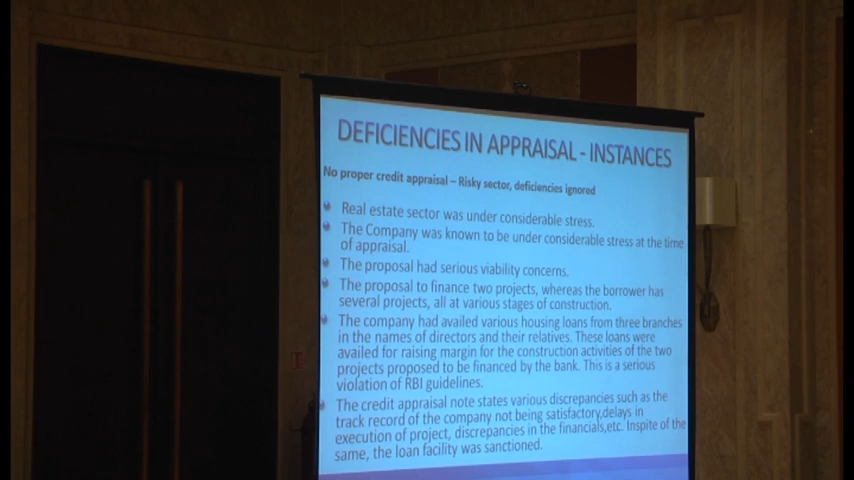 DEFICIENCIES IN APPRAISAL - INSTANCES
No proper credit appraisal – Risky sector, deficiencies ignored
Real estate sector was under considerable stress.
The Company was known to be under considerable stress at the time
of appraisal.
The proposal had serious viability concerns.
The proposal to finance two projects, whereas the borrower has
several projects, all at various stages of construction.
The company had availed various housing loans from three branches
in the names of directors and their relatives. These loans were
availed for raising margin for the construction activities of the two
projects proposed to be financed by the bank. This is a serious
violation of RBI guidelines.
The credit appraisal note states various discrepancies such as the
track record of the company not being satisfactory,delays in
execution of project, discrepancies in the financials,etc. Inspite of the
same, the loan facility was sanctioned.